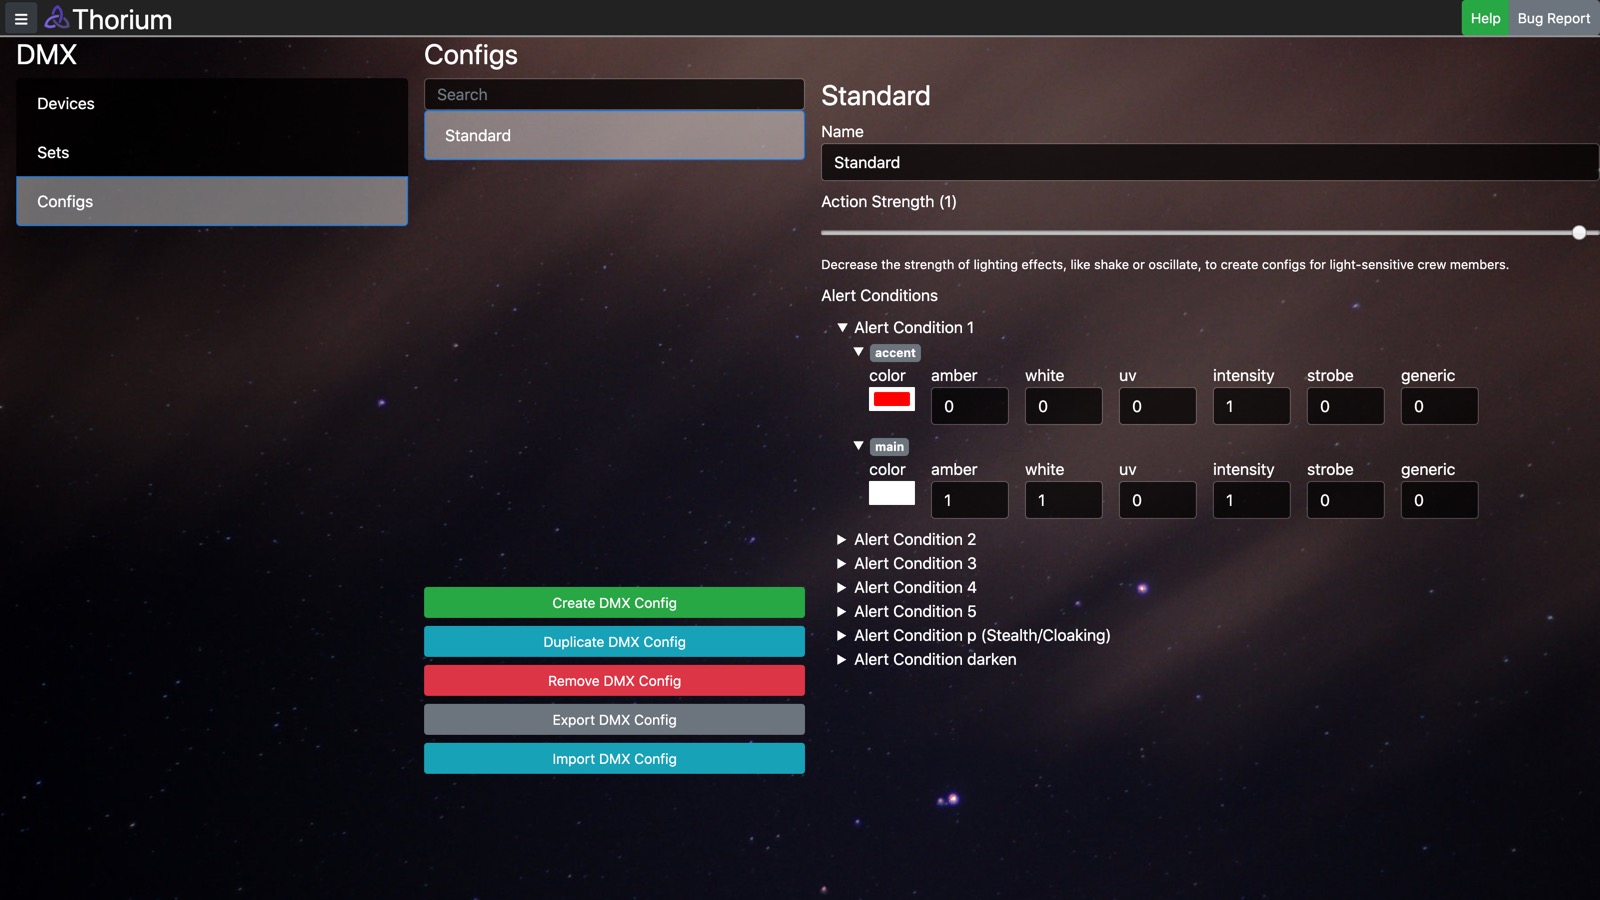 Thorium
Help
Bug Report
DMX
Devices
Sets
Configs
Configs
Search
Standard
Create DMX Config
Duplicate DMX Config
Remove DMX Config
Export DMX Config
Import DMX Config
Standard
Name
Standard
Action Strength (1)
Decrease the strength of lighting effects, like shake or oscillate, to create configs for light-sensitive crew members.
Alert Conditions
Alert Condition 1
accent
color amber white uv intensity strobe generic
0 0 0 1 0 0
main
color amber white uv intensity strobe generic
1 1 0 1 0 0
Alert Condition 2
Alert Condition 3
Alert Condition 4
Alert Condition 5
Alert Condition p (Stealth/Cloaking)
Alert Condition darken